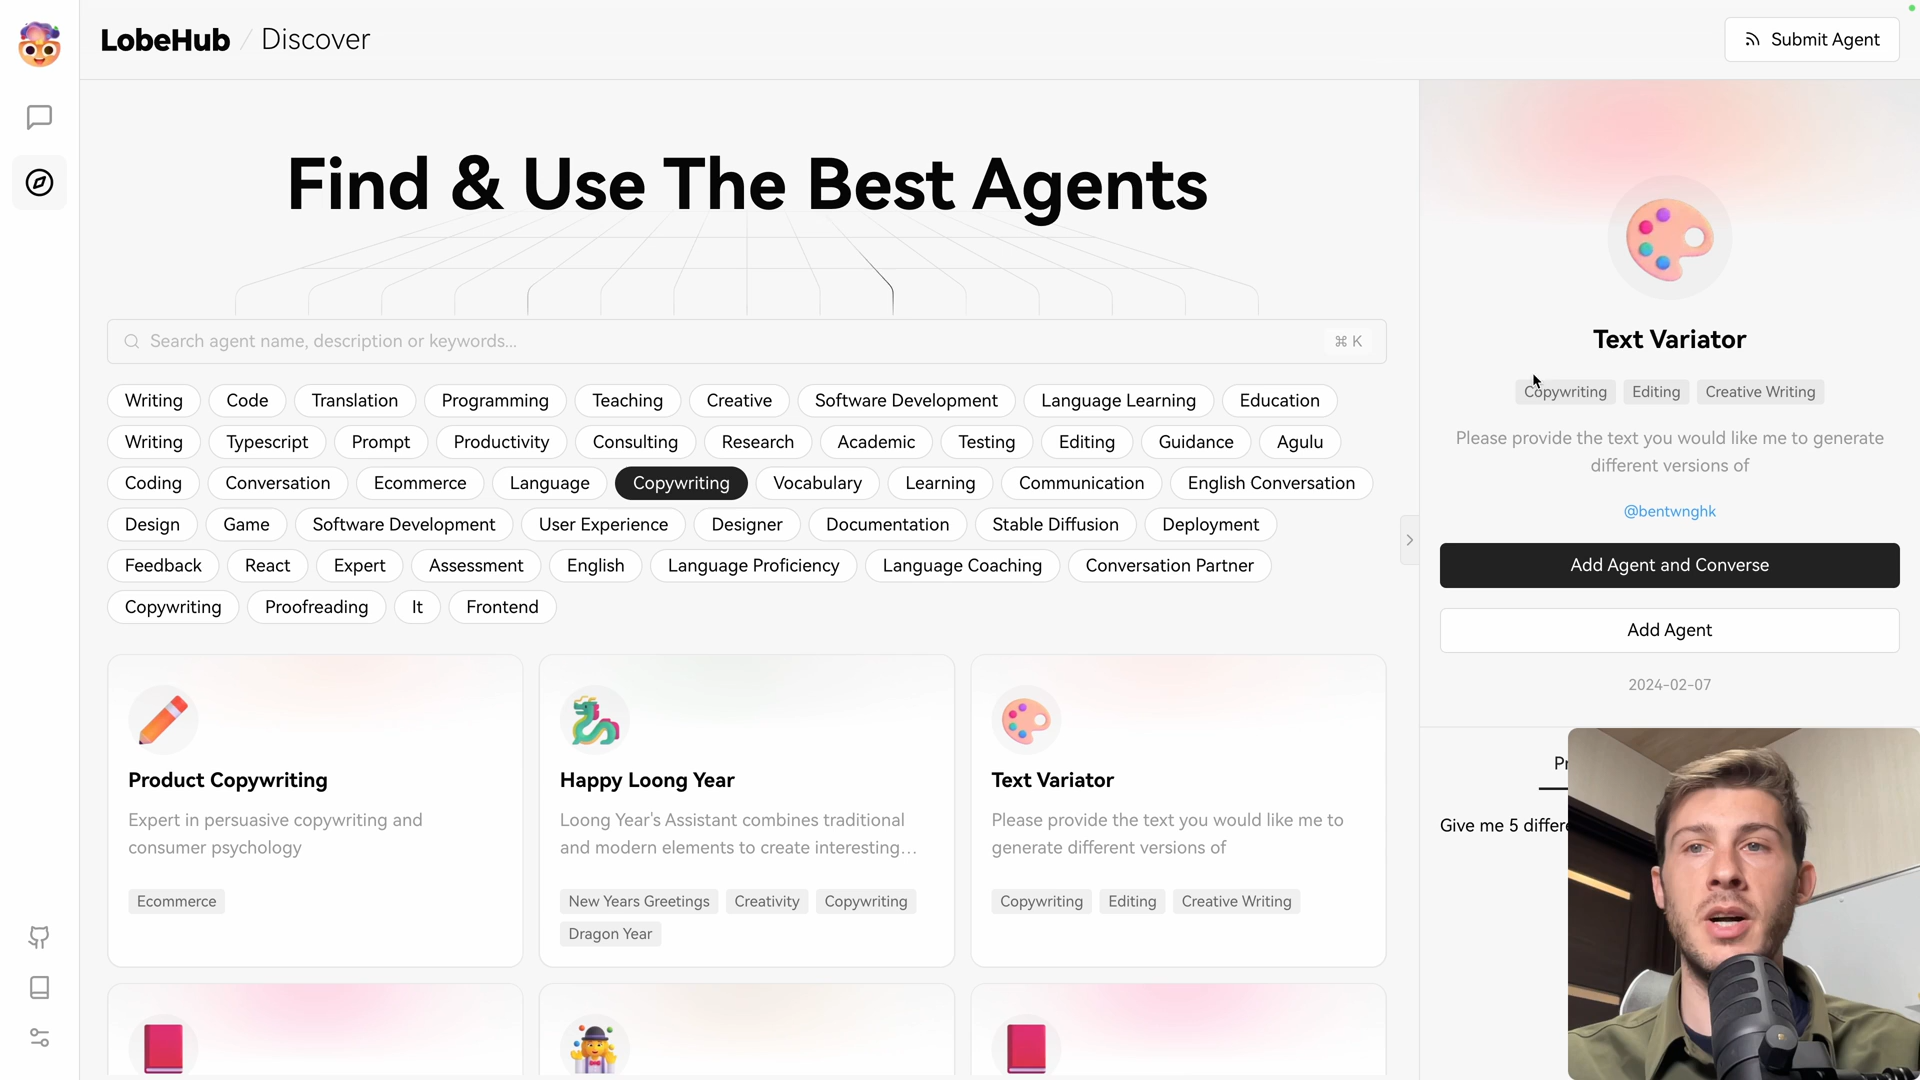 LobeHub / Discover
Submit Agent
Find & Use The Best Agents
Search agent name, description or keywords...
⌘ K
Writing
Code
Translation
Programming
Teaching
Creative
Software Development
Language Learning
Education
Writing
Typescript
Prompt
Productivity
Consulting
Research
Academic
Testing
Editing
Guidance
Agulu
Coding
Conversation
Ecommerce
Language
Copywriting
Vocabulary
Learning
Communication
English Conversation
Design
Game
Software Development
User Experience
Designer
Documentation
Stable Diffusion
Deployment
Feedback
React
Expert
Assessment
English
Language Proficiency
Language Coaching
Conversation Partner
Copywriting
Proofreading
It
Frontend
Product Copywriting
Expert in persuasive copywriting and
consumer psychology
Ecommerce
Happy Loong Year
Loong Year's Assistant combines traditional
and modern elements to create interesting...
New Years Greetings
Creativity
Copywriting
Dragon Year
Text Variator
Please provide the text you would like me to
generate different versions of
Copywriting
Editing
Creative Writing
Text Variator
Copywriting
Editing
Creative Writing
Please provide the text you would like me to generate
different versions of
@bentwnghk
Add Agent and Converse
Add Agent
2024-02-07
Give me 5